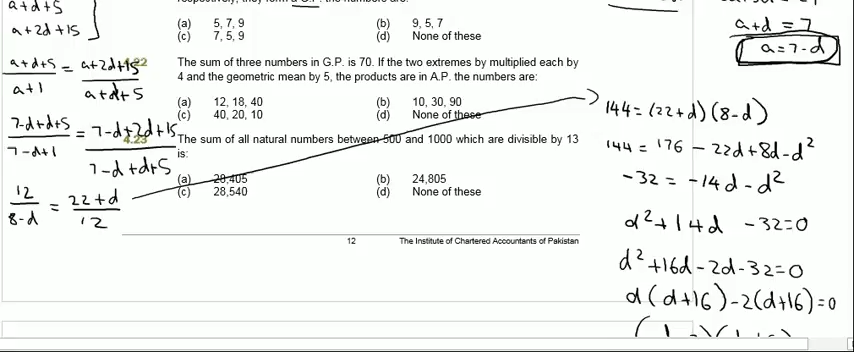 a+d+5
a+2d+15
a+d+5/a+1 = a+2d+15/a+d+5
7-d+d+5/7-d+1 = 7-d+2d+15/7-d+d+5
12/8-d = 22+d/12
(a) 5, 7, 9 (b) 9, 5, 7
(c) 7, 5, 9 (d) None of these
4.22 The sum of three numbers in G.P. is 70. If the two extremes by multiplied each by
4 and the geometric mean by 5, the products are in A.P. the numbers are:
(a) 12, 18, 40 (b) 10, 30, 90
(c) 40, 20, 10 (d) None of these
4.23 The sum of all natural numbers between 500 and 1000 which are divisible by 13
is:
(a) 28,405 (b) 24,805
(c) 28,540 (d) None of these
12 The Institute of Chartered Accountants of Pakistan
a+d = 7
a=7-d
144=(22+d)(8-d)
144 = 176 - 22d+8d-d²
-32 = -14d-d²
d²+14d -32=0
d²+16d-2d-32=0
d(d+16)-2(d+16)=0